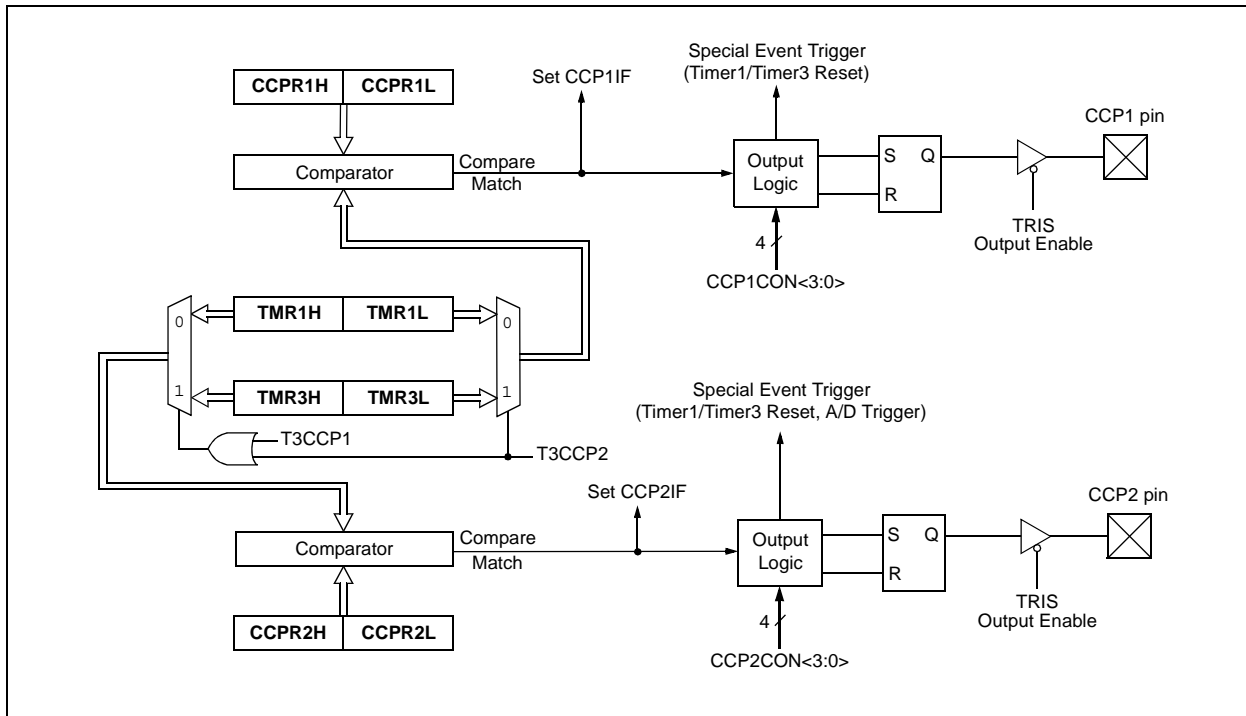 CCPR1H CCPR1L
Comparator
Compare
Match
Set CCP1IF
Special Event Trigger
(Timer1/Timer3 Reset)
Output
Logic
4
CCP1CON<3:0>
S Q
R
TRIS
Output Enable
CCP1 pin
0
1
TMR1H TMR1L
TMR3H TMR3L
0
1
T3CCP1
T3CCP2
Comparator
Compare
Match
CCPR2H CCPR2L
Set CCP2IF
Special Event Trigger
(Timer1/Timer3 Reset, A/D Trigger)
Output
Logic
4
CCP2CON<3:0>
S Q
R
TRIS
Output Enable
CCP2 pin